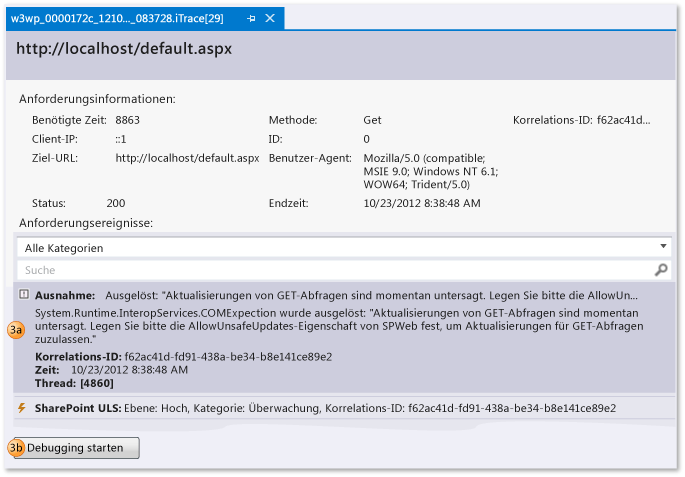 w3wp_0000172c_1210..._083728.iTrace[29]
http://localhost/default.aspx
Anforderungsinformationen:
Benötigte Zeit: 8863 Methode: Get Korrelations-ID: f62ac41d...
Client-IP: ::1 ID: 0
Ziel-URL: http://localhost/default.aspx Benutzer-Agent: Mozilla/5.0 (compatible;
MSIE 9.0; Windows NT 6.1;
WOW64; Trident/5.0)
Status: 200 Endzeit: 10/23/2012 8:38:48 AM
Anforderungsereignisse:
Alle Kategorien
Suche
Ausnahme: Ausgelöst: "Aktualisierungen von GET-Abfragen sind momentan untersagt. Legen Sie bitte die AllowUn...
System.Runtime.InteropServices.COMExpection wurde ausgelöst: "Aktualisierungen von GET-Abfragen sind momentan
3a untersagt. Legen Sie bitte die AllowUnsafeUpdates-Eigenschaft von SPWeb fest, um Aktualisierungen für GET-Abfragen
zuzulassen."
Korrelations-ID: f62ac41d-fd91-438a-be34-b8e141ce89e2
Zeit: 10/23/2012 8:38:48 AM
Thread: [4860]
SharePoint ULS: Ebene: Hoch, Kategorie: Überwachung, Korrelations-ID: f62ac41d-fd91-438a-be34-b8e141ce89e2
3b Debugging starten